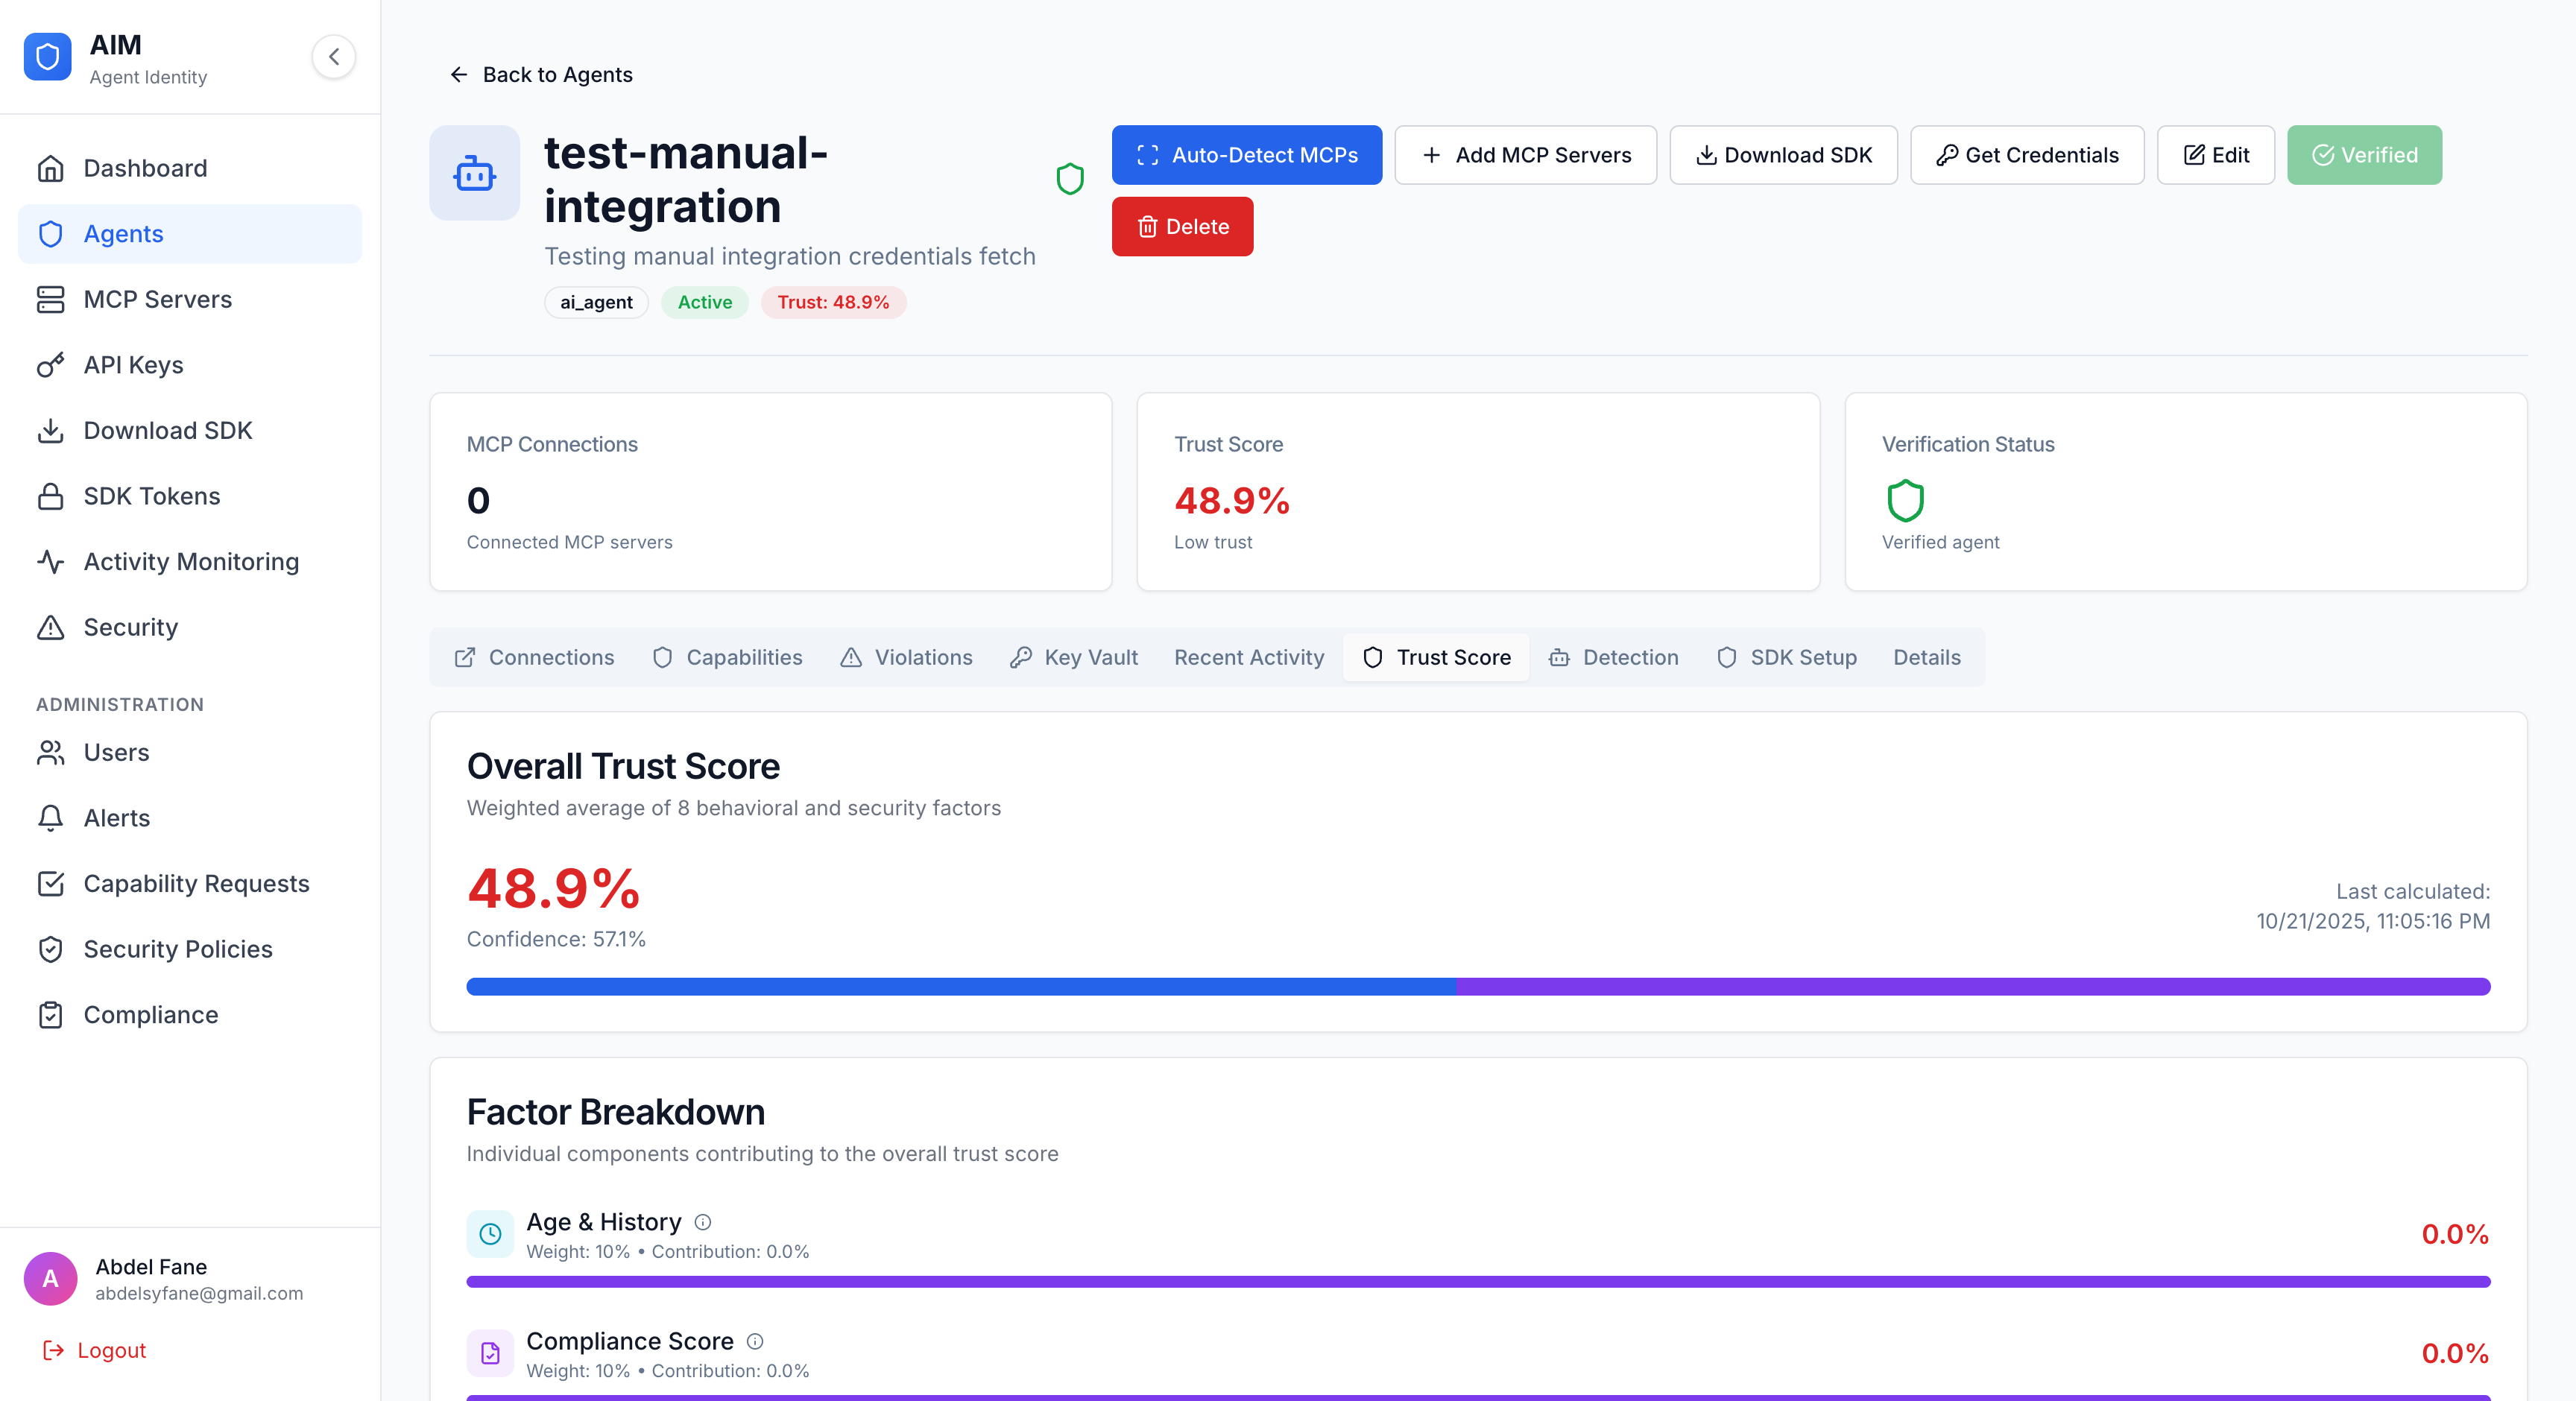 AIM
Agent Identity
Dashboard
Agents
MCP Servers
API Keys
Download SDK
SDK Tokens
Activity Monitoring
Security
ADMINISTRATION
Users
Alerts
Capability Requests
Security Policies
Compliance
A
Abdel Fane
abdelsyfane@gmail.com
Logout
Back to Agents
test-manual-
integration
Testing manual integration credentials fetch
ai_agent Active Trust: 48.9%
Auto-Detect MCPs Add MCP Servers Download SDK Get Credentials Edit Verified
Delete
MCP Connections
0
Connected MCP servers
Trust Score
48.9%
Low trust
Verification Status
Verified agent
Connections Capabilities Violations Key Vault Recent Activity Trust Score Detection SDK Setup Details
Overall Trust Score
Weighted average of 8 behavioral and security factors
48.9%
Confidence: 57.1%
Last calculated:
10/21/2025, 11:05:16 PM
Factor Breakdown
Individual components contributing to the overall trust score
Age & History
Weight: 10% • Contribution: 0.0%
0.0%
Compliance Score
Weight: 10% • Contribution: 0.0%
0.0%